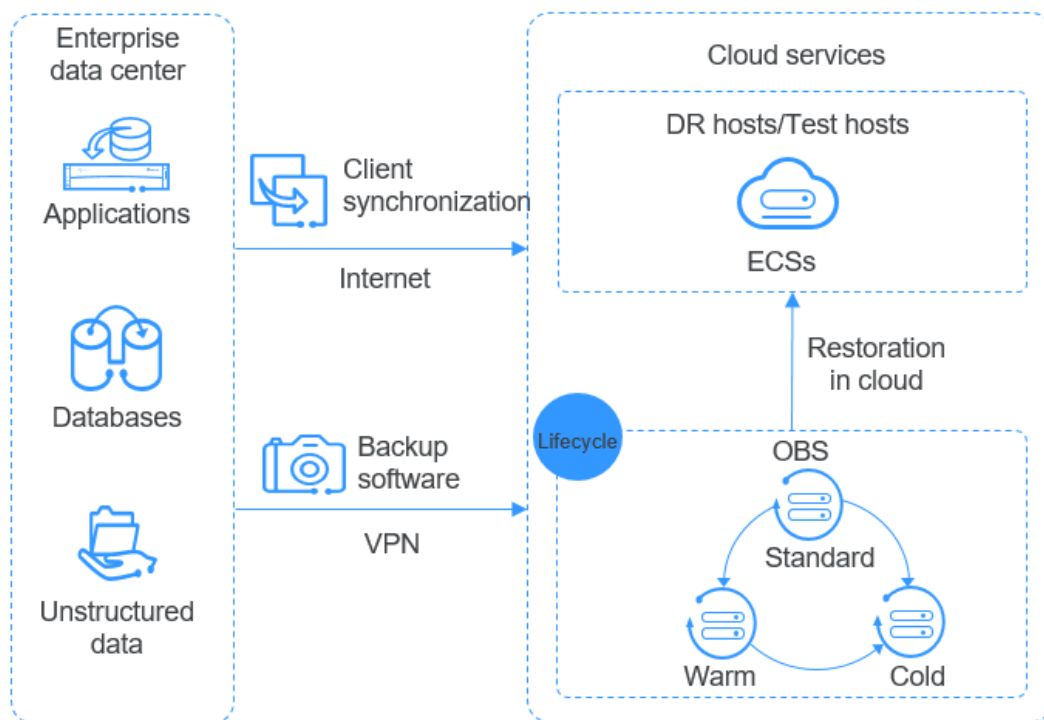 Enterprise
data center
Applications
Databases
Unstructured
data
Client
synchronization
Internet
Backup
software
VPN
Cloud services
DR hosts/Test hosts
ECSs
Restoration
in cloud
Lifecycle
OBS
Standard
Warm
Cold